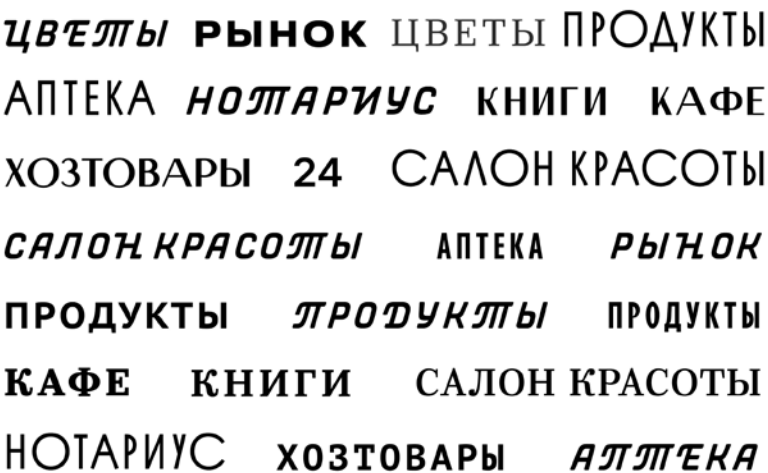 ЦВЕТЫ РЫНОК ЦВЕТЫ ПРОДУКТЫ
АПТЕКА НОТАРИУС КНИГИ КАФЕ
ХОЗТОВАРЫ 24 САЛОН КРАСОТЫ
САЛОН КРАСОТЫ АПТЕКА РЫНОК
ПРОДУКТЫ ПРОДУКТЫ ПРОДУКТЫ
КАФЕ КНИГИ САЛОН КРАСОТЫ
НОТАРИУС ХОЗТОВАРЫ АПТЕКА